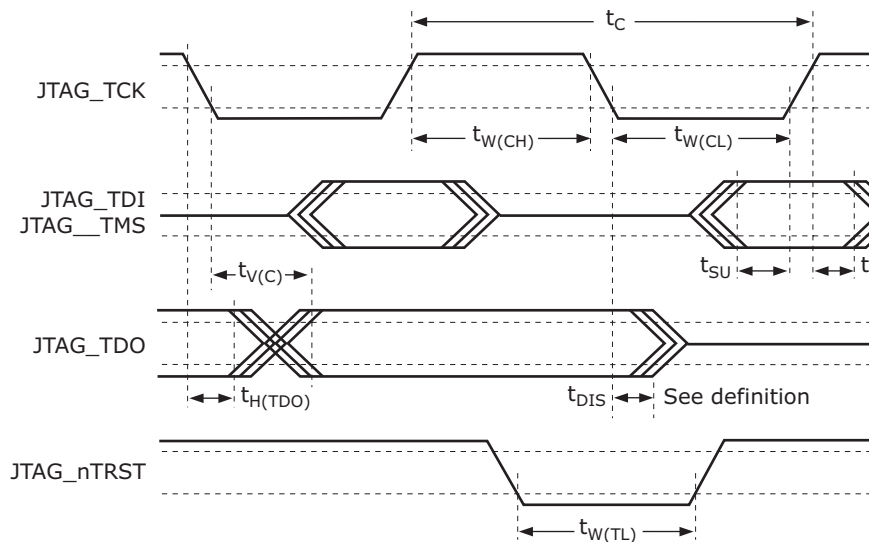 tC
JTAG_TCK
tW(CH)
tW(CL)
JTAG_TDI
JTAG__TMS
tV(C)
tSU
t
JTAG_TDO
tH(TDO)
tDIS
See definition
JTAG_nTRST
tW(TL)